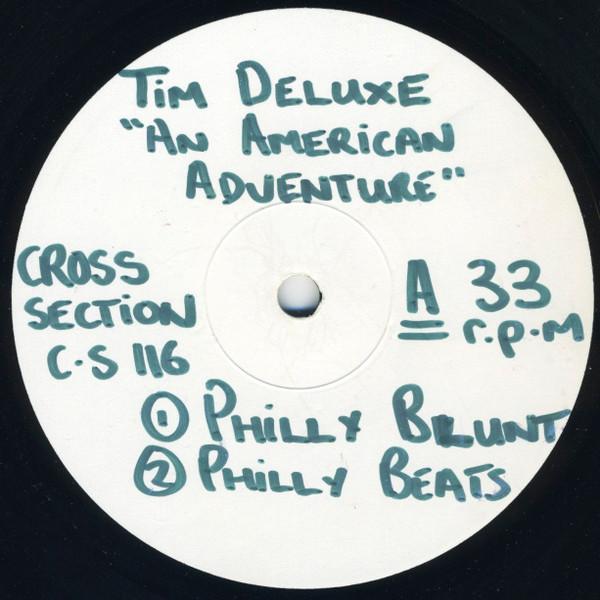 TIM DELUXE
"AN AMERICAN
ADVENTURE"
CROSS
SECTION
C·S 116
A 33
r.p.m
① PHILLY BLUNT
② PHILLY BEATS